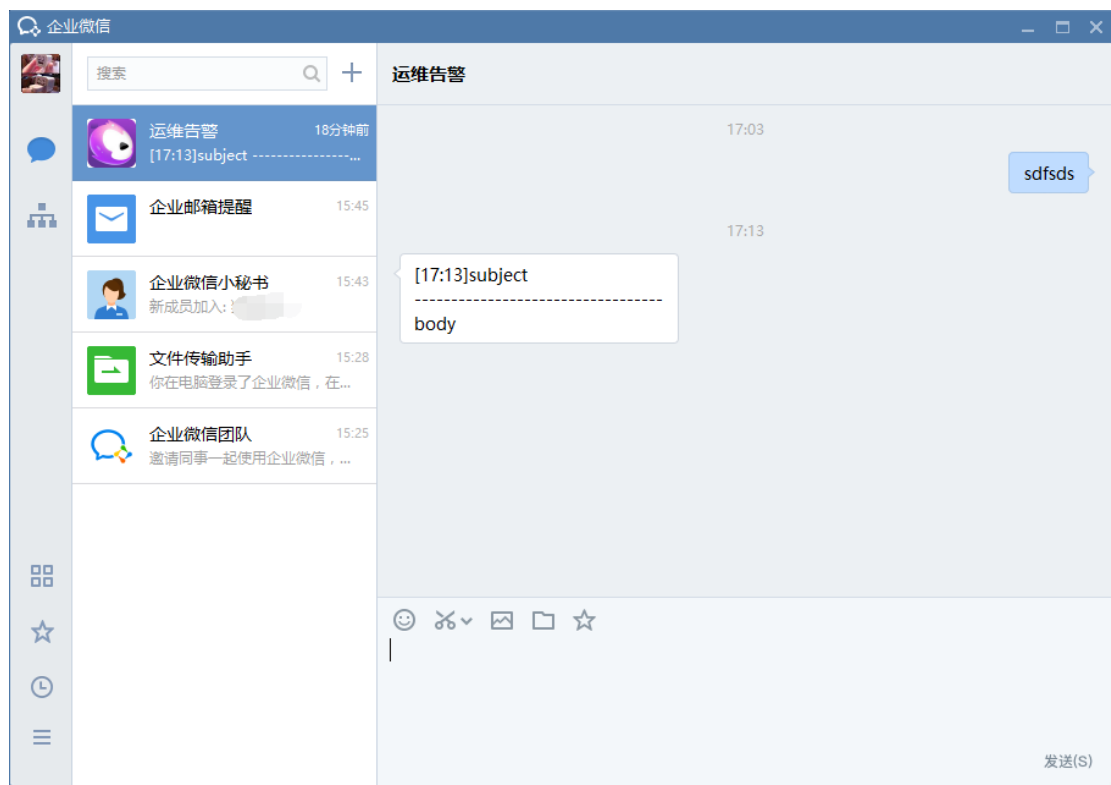 企业微信
搜索
运维告警
18分钟前
[17:13]subject ----------------...
企业邮箱提醒
15:45
企业微信小秘书
15:43
新成员加入:
文件传输助手
15:28
你在电脑登录了企业微信，在...
企业微信团队
15:25
邀请同事一起使用企业微信，...
运维告警
17:03
sdfsds
17:13
[17:13]subject
----------------------------------
body
发送(S)